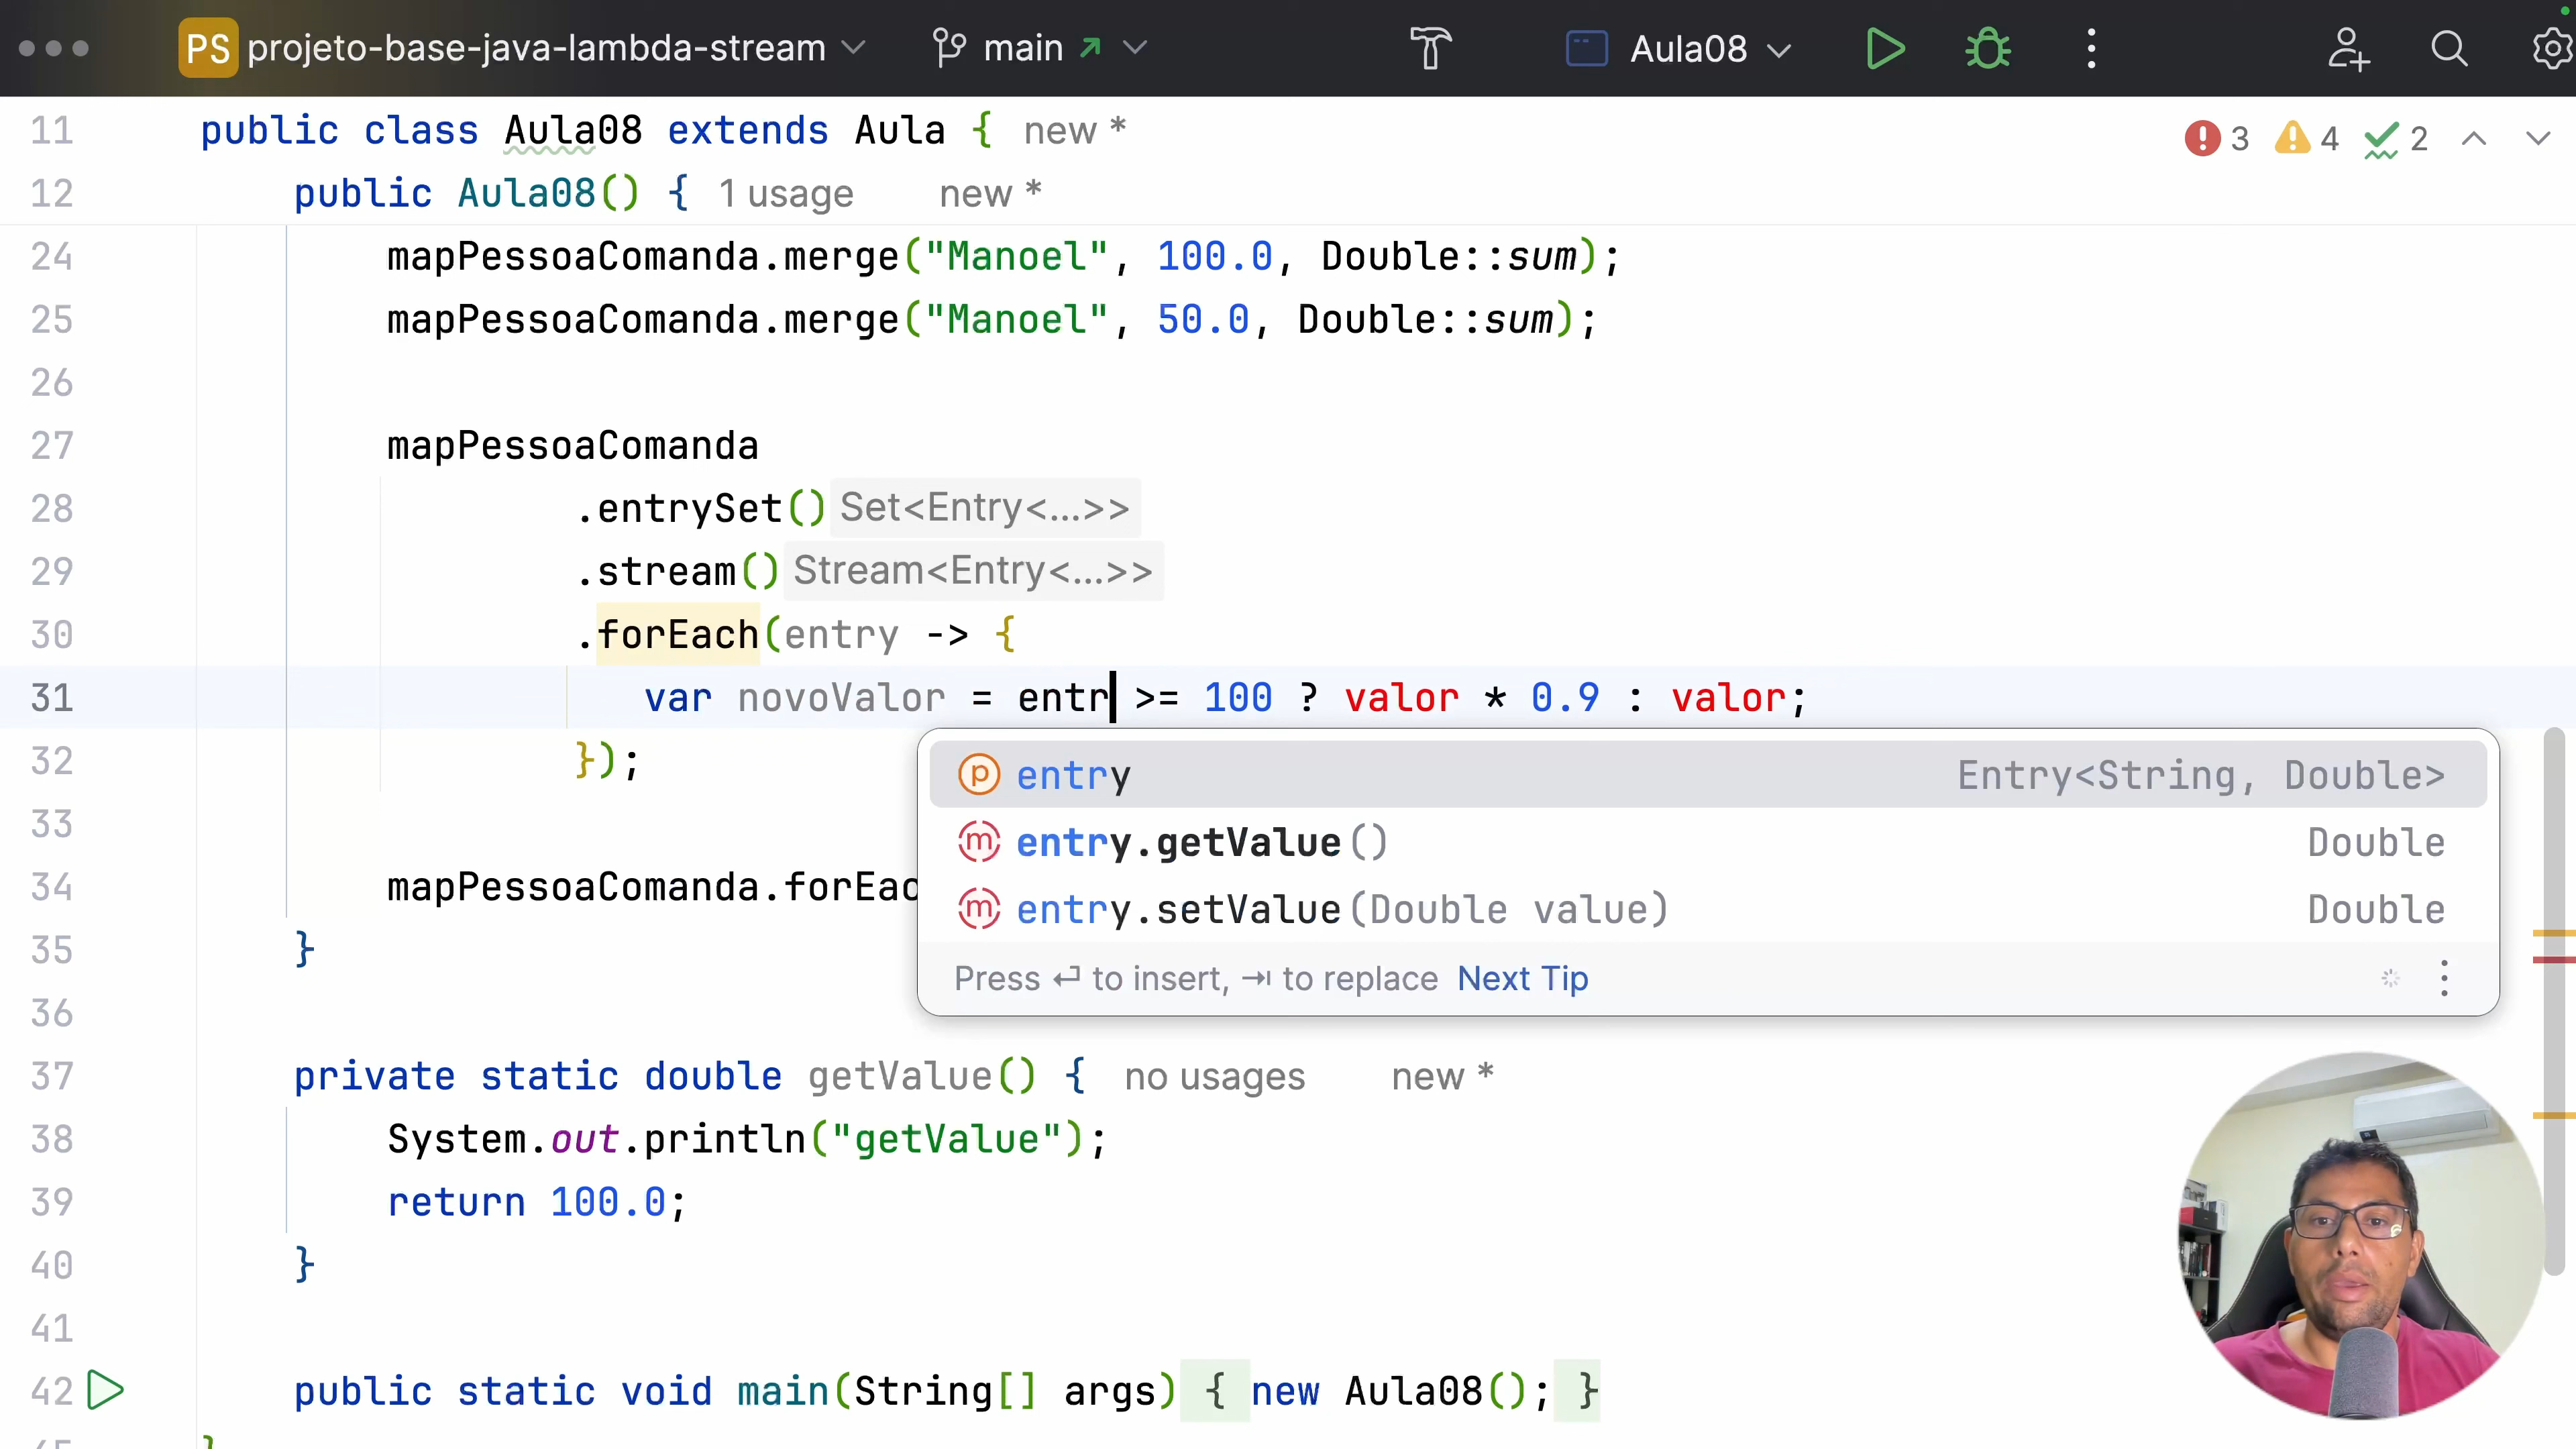 PS projeto-base-java-lambda-stream main Aula08
3 4 2
11 public class Aula08 extends Aula { new *
12 public Aula08() { 1 usage new *
24 mapPessoaComanda.merge("Manoel", 100.0, Double::sum);
25 mapPessoaComanda.merge("Manoel", 50.0, Double::sum);
26
27 mapPessoaComanda
28 .entrySet() Set<Entry<...>>
29 .stream() Stream<Entry<...>>
30 .forEach(entry -> {
31 var novoValor = entr >= 100 ? valor * 0.9 : valor;
32 });
entry Entry<String, Double>
entry.getValue() Double
entry.setValue(Double value) Double
Press ⏎ to insert, ⇥ to replace Next Tip
33
34 mapPessoaComanda.forEac
35 }
36
37 private static double getValue() { no usages new *
38 System.out.println("getValue");
39 return 100.0;
40 }
41
42 public static void main(String[] args) { new Aula08(); }
}